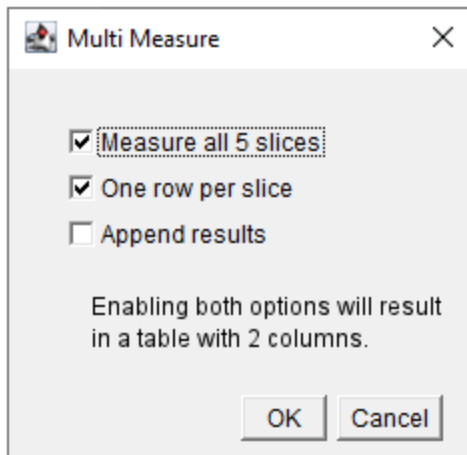 Multi Measure
Measure all 5 slices
One row per slice
Append results
Enabling both options will result
in a table with 2 columns.
OK Cancel